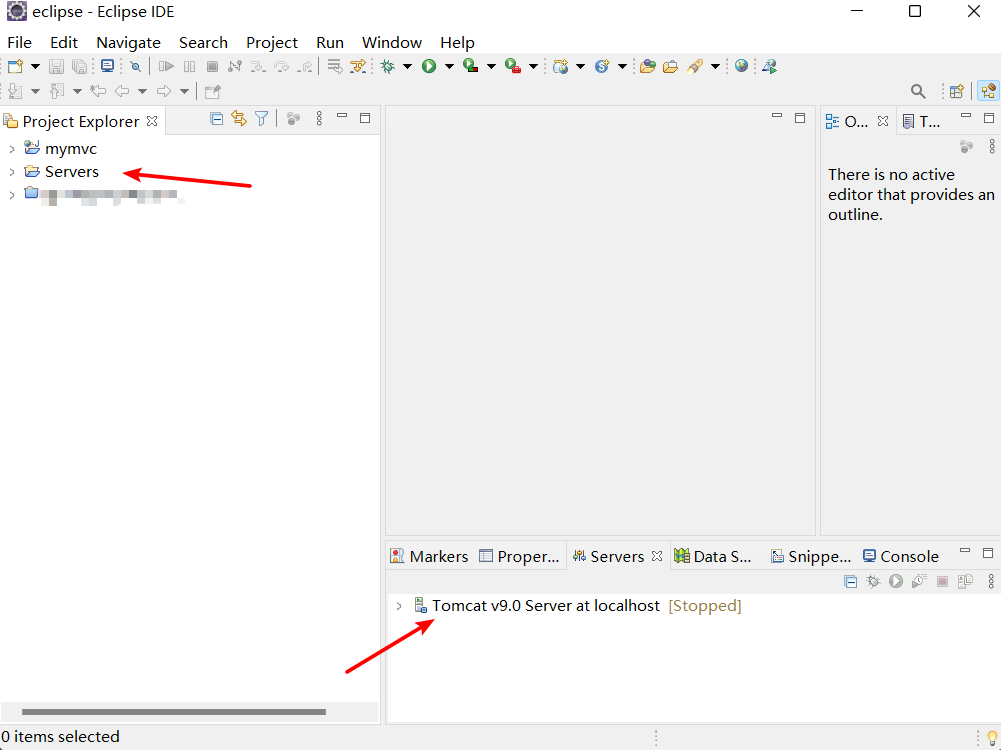 eclipse - Eclipse IDE
File Edit Navigate Search Project Run Window Help
Project Explorer
mymvc
Servers
O... T...
There is no active
editor that provides an
outline.
Markers Proper... Servers Data S... Snippe... Console
Tomcat v9.0 Server at localhost [Stopped]
0 items selected